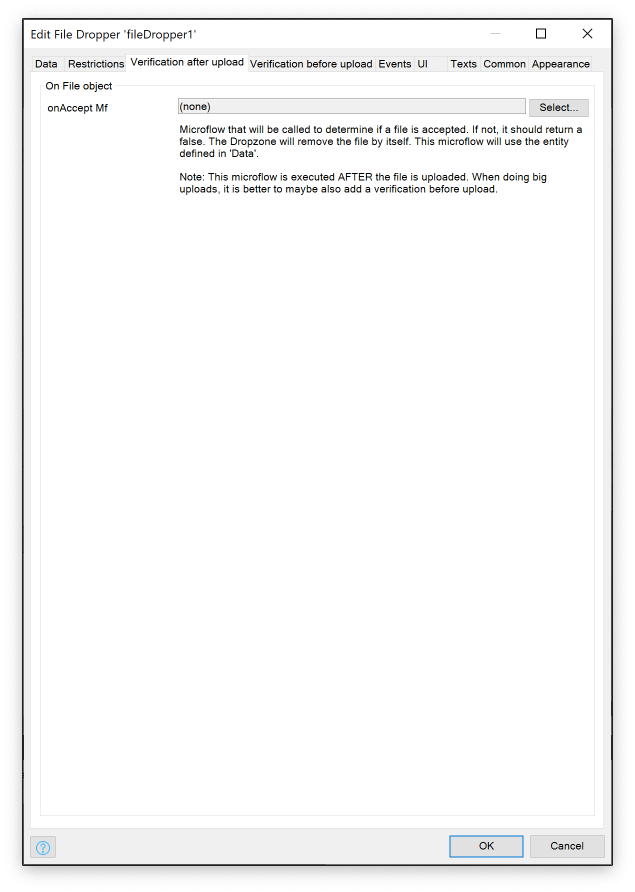 Edit File Dropper 'fileDropper1'
Data Restrictions Verification after upload Verification before upload Events UI Texts Common Appearance
On File object
onAccept Mf (none) Select...
Microflow that will be called to determine if a file is accepted. If not, it should return a
false. The Dropzone will remove the file by itself. This microflow will use the entity
defined in 'Data'.
Note: This microflow is executed AFTER the file is uploaded. When doing big
uploads, it is better to maybe also add a verification before upload.
? OK Cancel